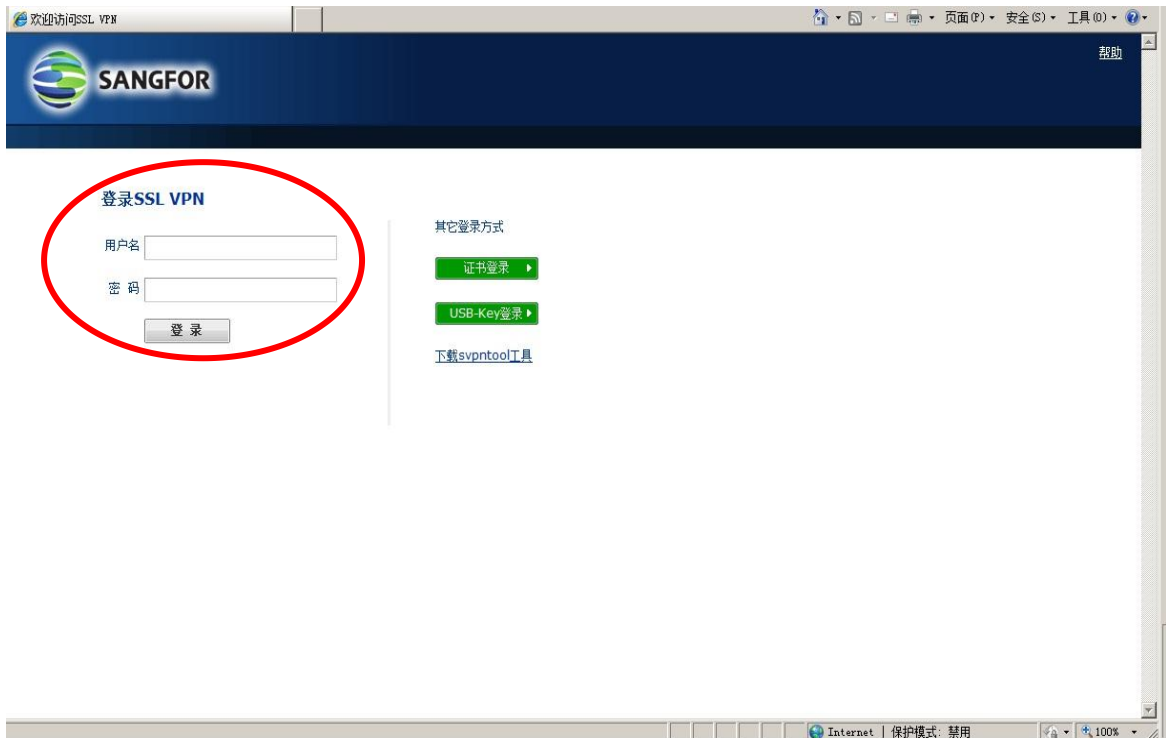 欢迎访问SSL VPN
页面(P) 安全(S) 工具(O)
帮助
SANGFOR
登录SSL VPN
用户名
密 码
登 录
其它登录方式
证书登录
USB-Key登录
下载svpntool工具
Internet | 保护模式: 禁用
100%